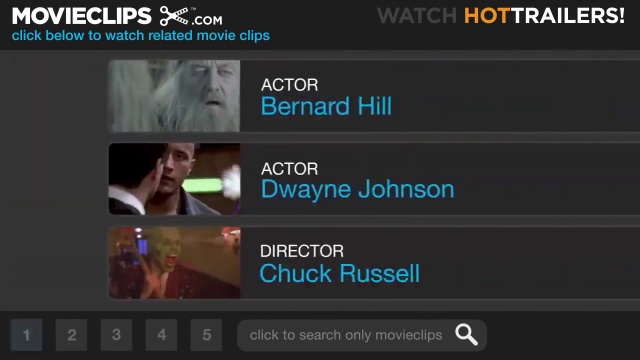 MOVIECLIPS .COM
WATCH HOTTRAILERS!
click below to watch related movie clips
ACTOR
Bernard Hill
ACTOR
Dwayne Johnson
DIRECTOR
Chuck Russell
1 2 3 4 5 click to search only movieclips